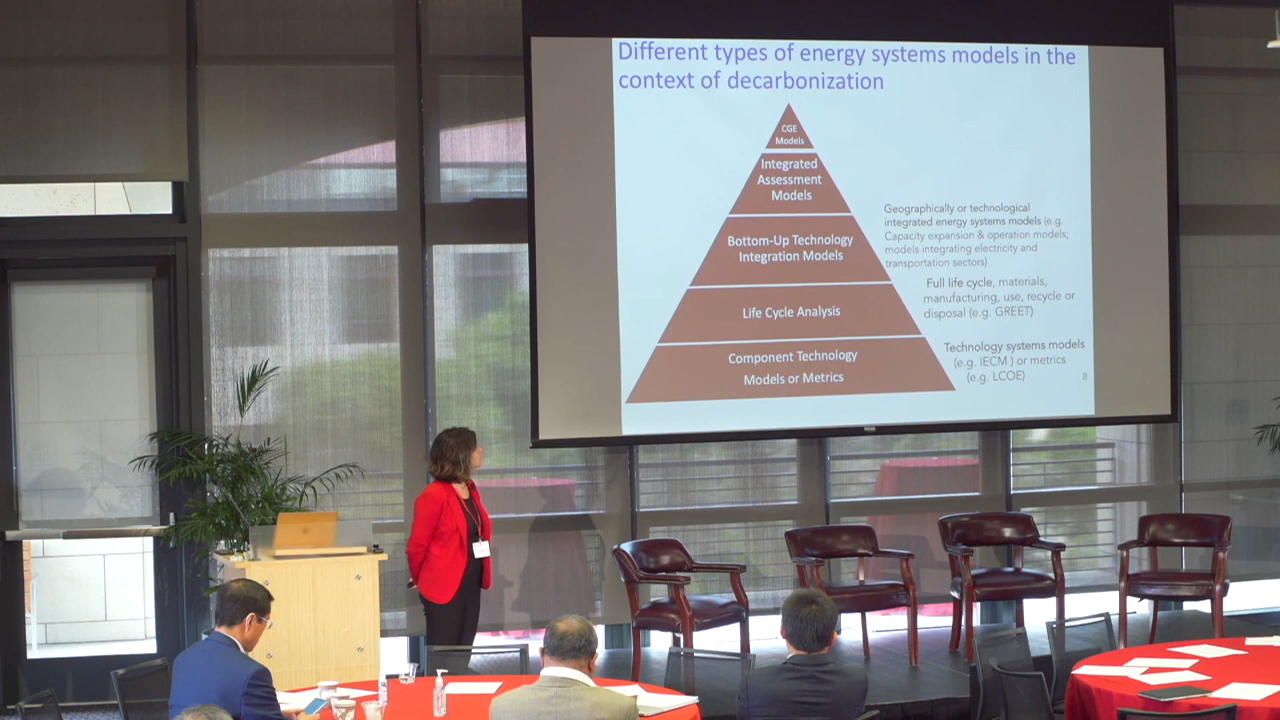 Different types of energy systems models in the
context of decarbonization
CGE
Models
Integrated
Assessment
Models
Bottom-Up Technology
Integration Models
Life Cycle Analysis
Component Technology
Models or Metrics
Geographically or technological
integrated energy systems models (e.g.
Capacity expansion & operation models;
models integrating electricity and
transportation sectors)
Full life cycle, materials,
manufacturing, use, recycle or
disposal (e.g. GREET)
Technology systems models
(e.g. IECM ) or metrics
(e.g. LCOE)
8